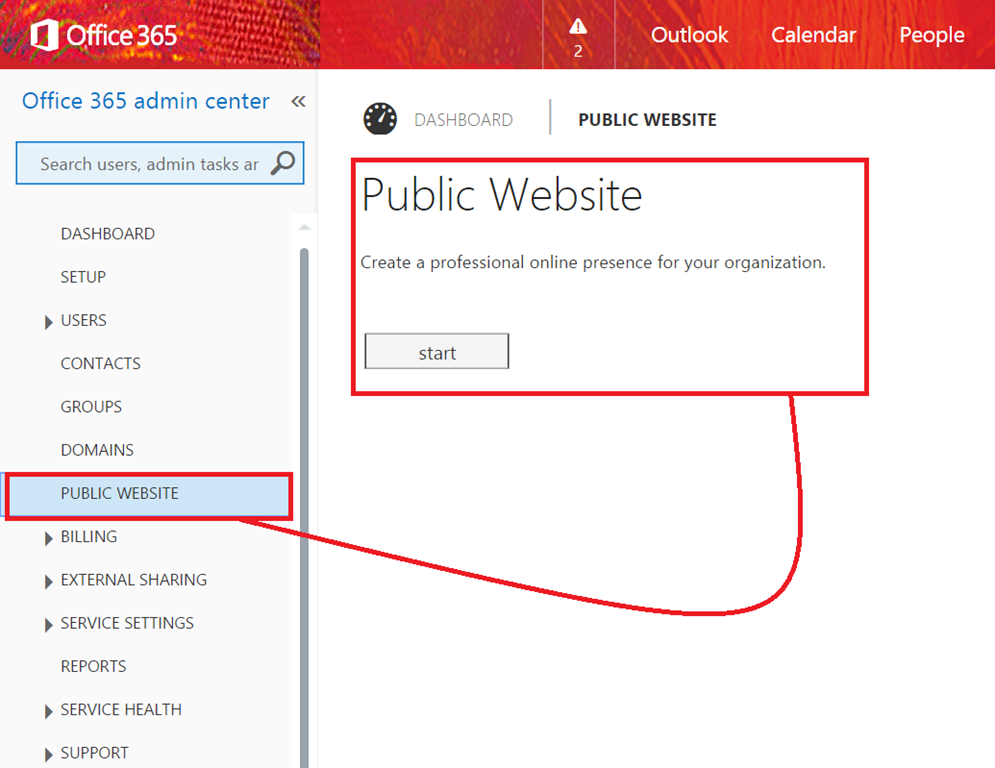 Office 365
2
Outlook
Calendar
People
Office 365 admin center
Search users, admin tasks ar
DASHBOARD
SETUP
USERS
CONTACTS
GROUPS
DOMAINS
PUBLIC WEBSITE
BILLING
EXTERNAL SHARING
SERVICE SETTINGS
REPORTS
SERVICE HEALTH
SUPPORT
DASHBOARD
PUBLIC WEBSITE
Public Website
Create a professional online presence for your organization.
start